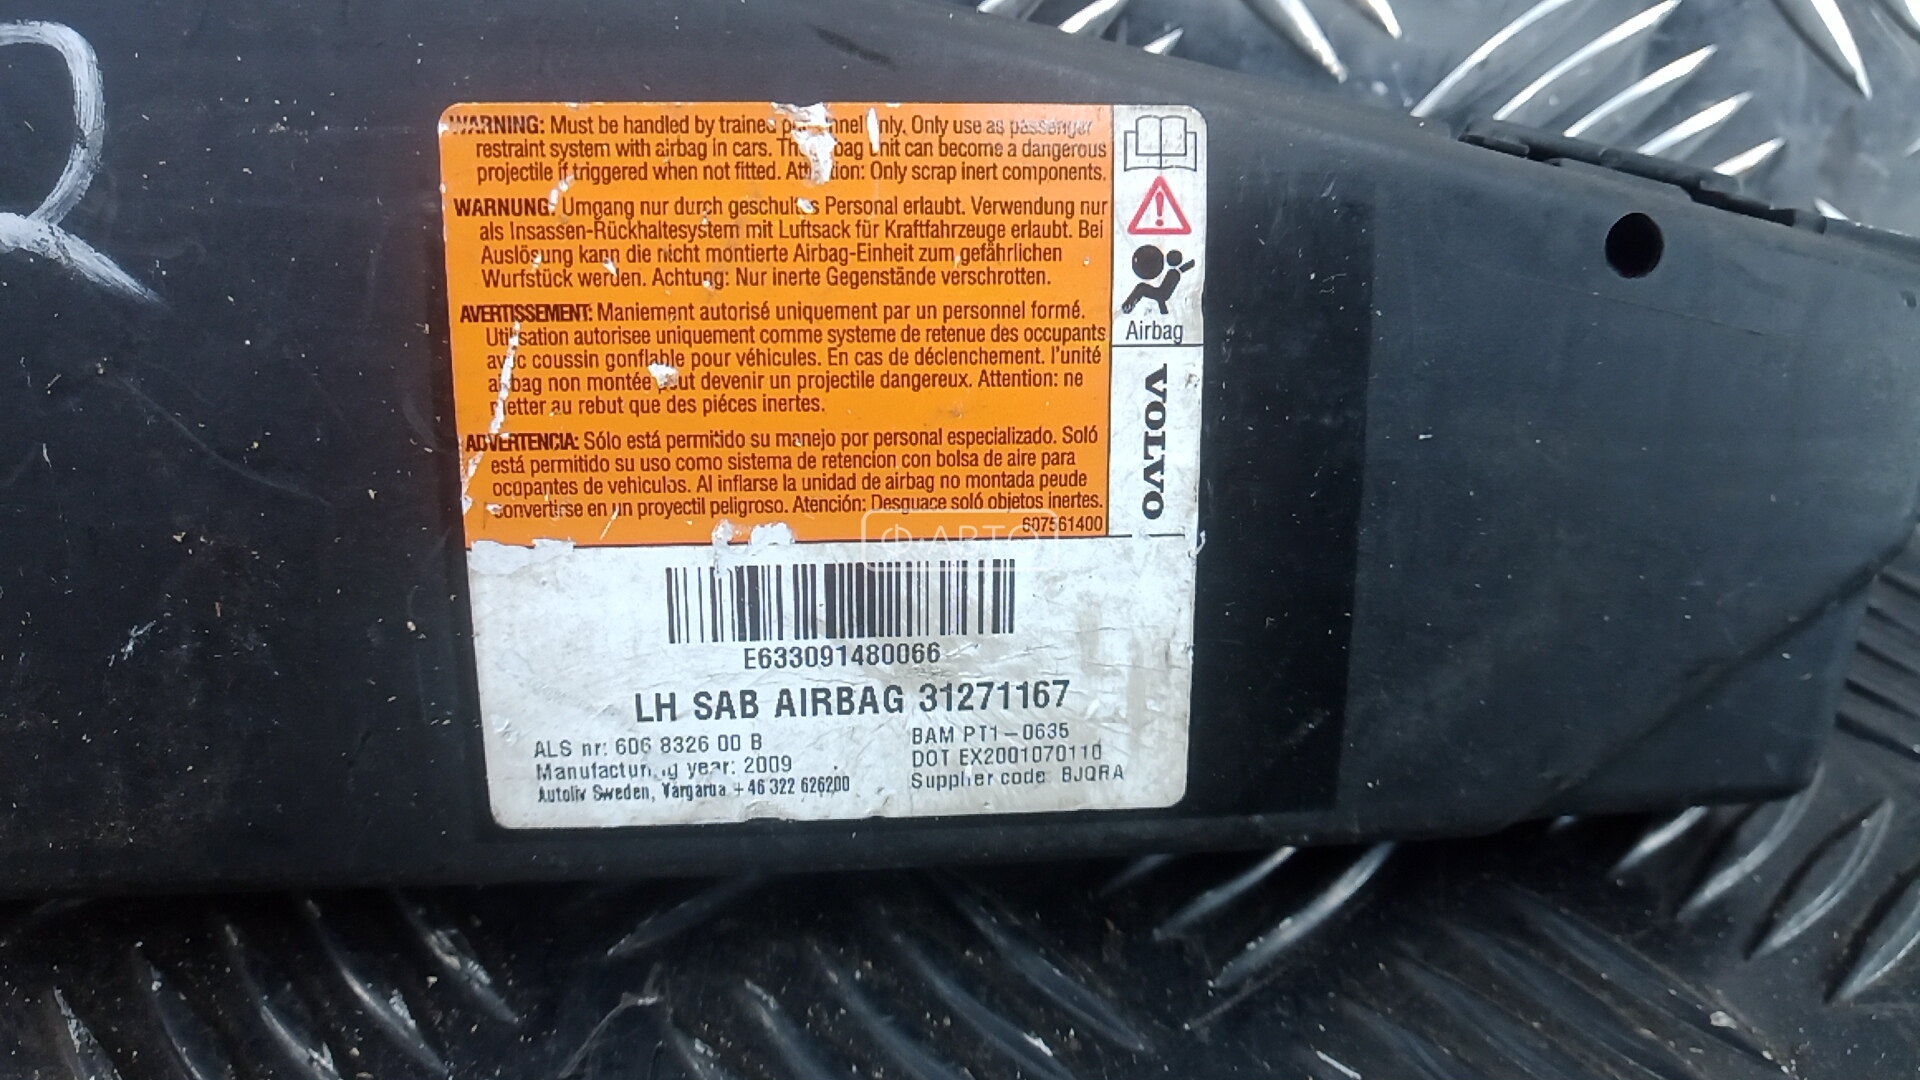 WARNING: Must be handled by trained only. Only use as passenger
restraint system with airbag in cars. The airbag unit can become a dangerous
projectile if triggered when not fitted. Attention: Only scrap inert components.
WARNUNG: Umgang nur durch geschultes Personal erlaubt. Verwendung nur
als Insassen-Rückhaltesystem mit Luftsack für Kraftfahrzeuge erlaubt. Bei
Auslösung kann die nicht montierte Airbag-Einheit zum gefährlichen
Wurfstück werden. Achtung: Nur inerte Gegenstände verschrotten.
AVERTISSEMENT: Maniement autorisé uniquement par un personnel formé.
Utilisation autorisee uniquement comme systeme de retenue des occupants
avec coussin gonflable pour véhicules. En cas de déclenchement. l'unité
airbag non montée peut devenir un projectile dangereux. Attention: ne
metter au rebut que des piéces inertes.
ADVERTENCIA: Sólo está permitido su manejo por personal especializado. Soló
está permitido su uso como sistema de retencion con bolsa de aire para
ocupantes de vehiculos. Al inflarse la unidad de airbag no montada peude
convertirse en un proyectil peligroso. Atención: Desguace soló objetos inertes.
607561400
Airbag
VOLVO
ФАРТО
E633091480066
LH SAB AIRBAG 31271167
ALS nr: 606 8326 00 B
Manufacturing year: 2009
Autoliv Sweden, Vårgårda +46 322 626200
BAM PT1-0635
DOT EX2001070110
Supplier code: BJQRA